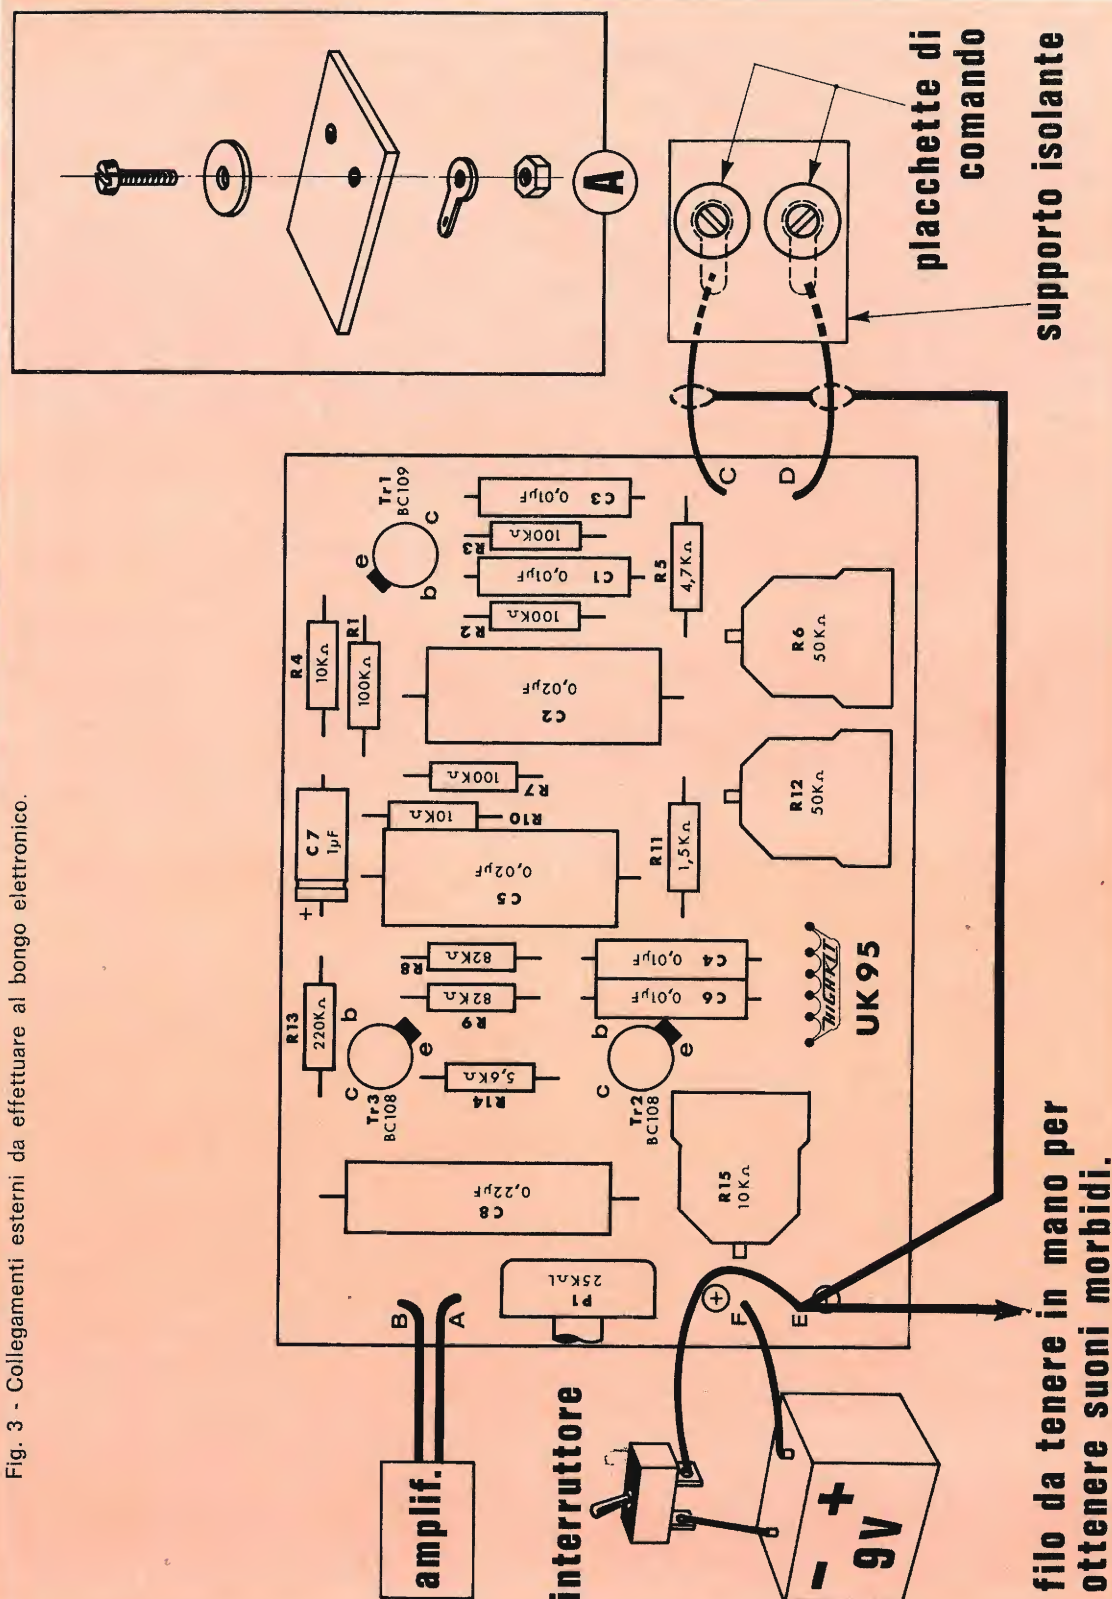 Fig. 3 - Collegamenti esterni da effettuare al bongo elettronico.
amplif.
B
A
interruttore
- +
9V
filo da tenere in mano per
ottenere suoni morbidi.
P1
25KΩL
+
F
E
C8
0,22µF
R15
10KΩ
Tr3
BC108
c
b
e
R13
220KΩ
R14
5,6KΩ
R9
82KΩ
R8
82KΩ
Tr2
BC108
c
b
e
C6
0,01µF
C4
0,01µF
HIGHKIT
UK95
+
C7
1µF
C5
0,02µF
R10
10KΩ
R7
100KΩ
R11
1,5KΩ
R12
50KΩ
R4
10KΩ
R1
100KΩ
C2
0,02µF
R2
100KΩ
C1
0,01µF
R3
100KΩ
C3
0,01µF
Tr1
BC109
e
b
c
R5
4,7KΩ
R6
50KΩ
C
D
A
placchette di
comando
supporto isolante